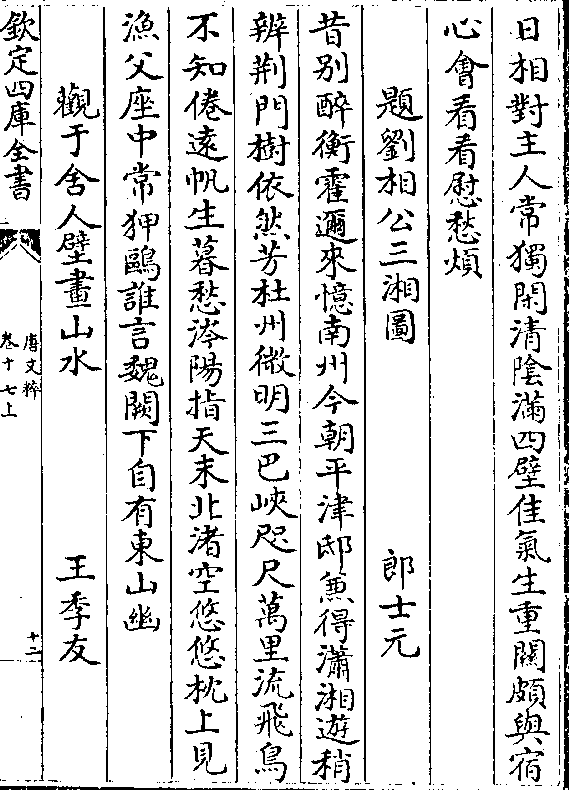 日相對主人常獨閑清陰滿四壁佳氣生重關頗與宿
心會看看慰愁煩
題劉相公三湘圖 郎士元
昔别醉衡霍邇來憶南州今朝平津邸兼得瀟湘遊稍
辨荆門樹依然芳杜州微明三巴峽咫尺萬里流飛鳥
不知倦遠帆生暮愁涔陽指天末北渚空悠悠枕上見
漁父座中常狎鷗誰言魏闕下自有東山幽
觀于舍人壁畫山水 王季友
欽定四庫全書
唐文粹
卷十七上
十二